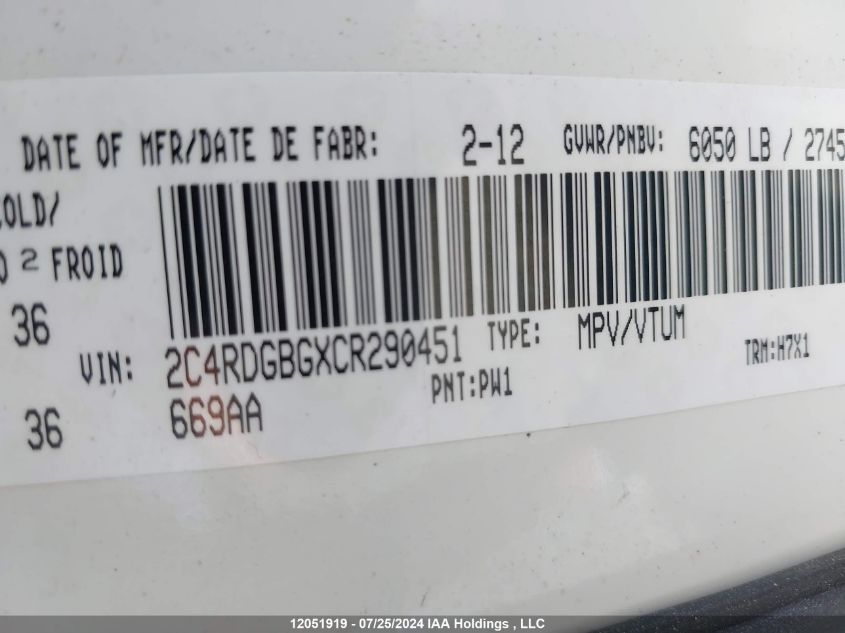 DATE OF MFR/DATE DE FABR: 2-12 GVWR/PNBV: 6050 LB / 2745
OLD/
2 FROID
36
VIN: 2C4RDGBGXCR290451 TYPE: MPV/VTUM
PNT:PW1 TRM:H7X1
36 669AA
12051919 - 07/25/2024 IAA Holdings , LLC